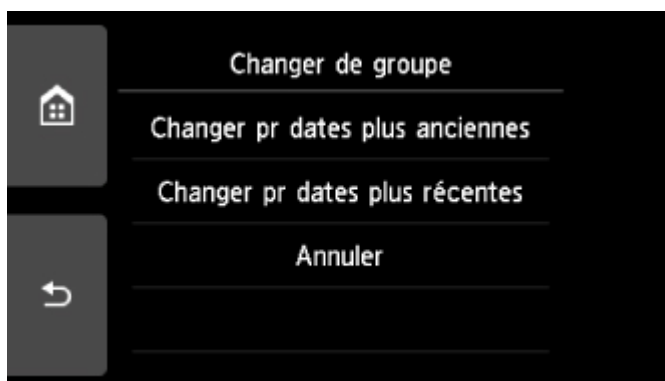 Changer de groupe
Changer pr dates plus anciennes
Changer pr dates plus récentes
Annuler